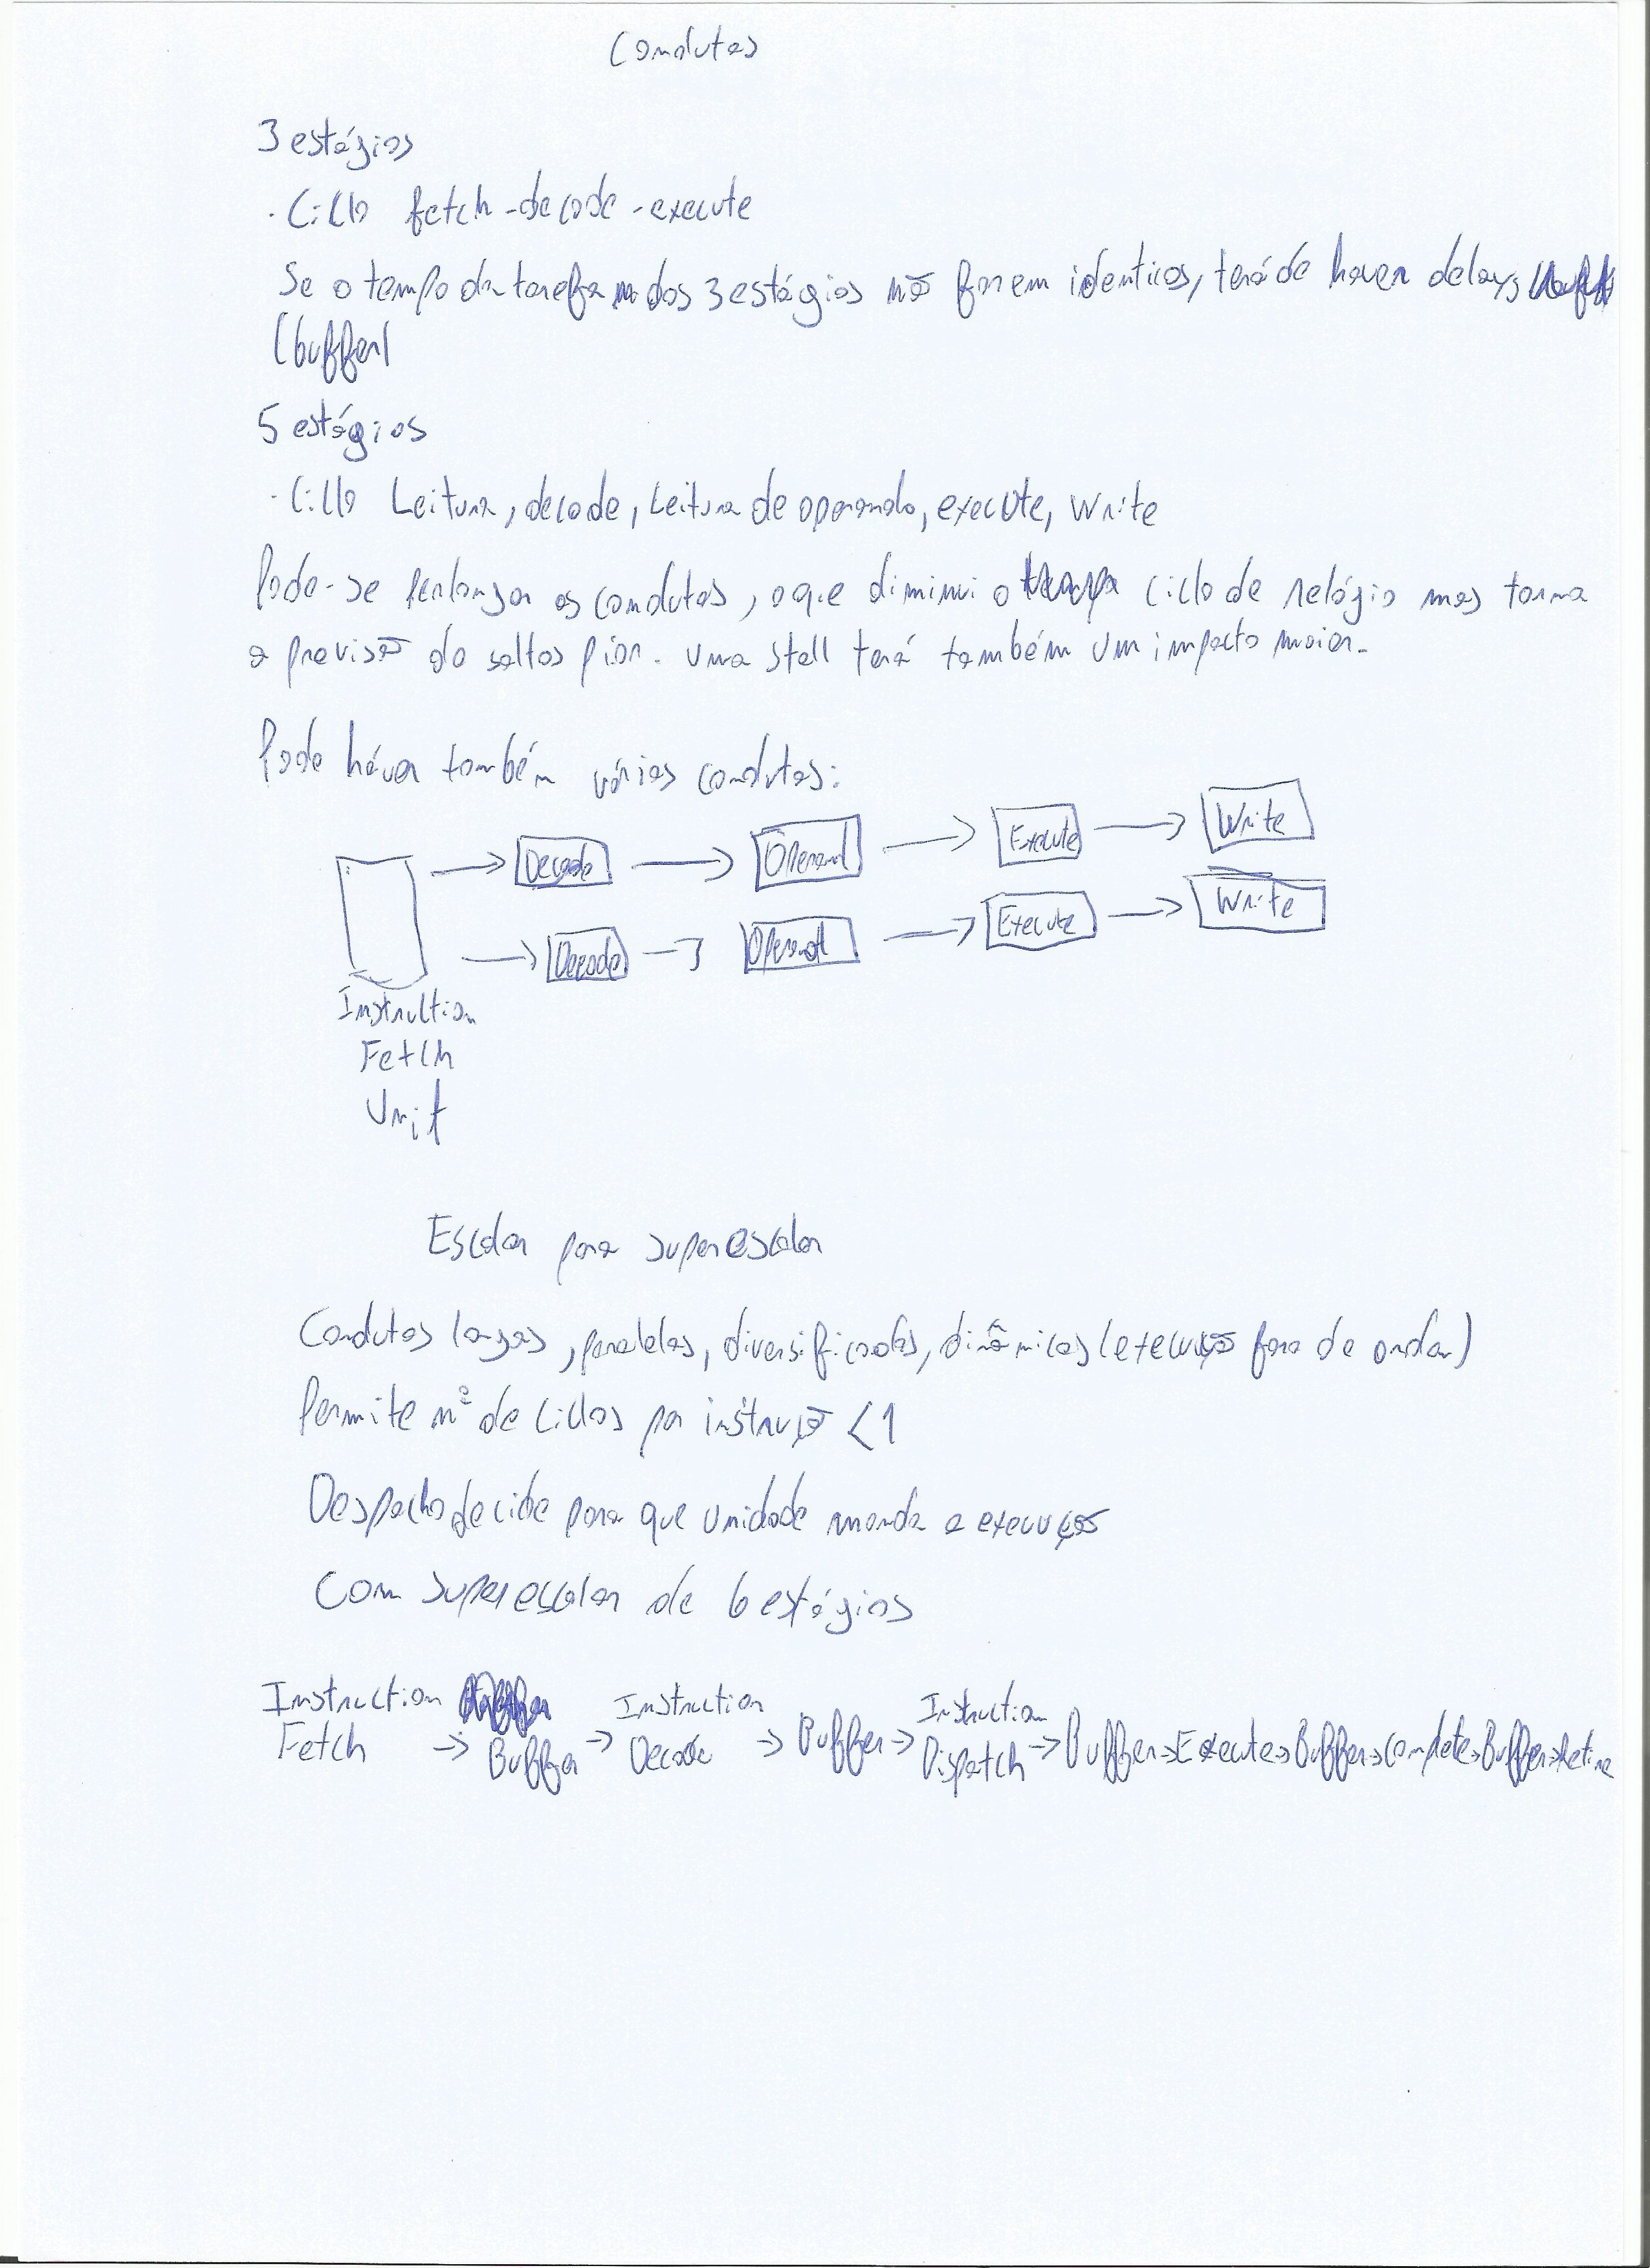 Condutas
3 estágios
· Ciclo fetch-decode-execute
Se o tempo da tarefa dos 3 estágios não forem identicos, terá de haver delays
(buffer)
5 estágios
· Ciclo Leitura, decode, Leitura de operando, execute, Write
Pode-se prolongar as condutas, o que diminui o ciclo de relógio mas torna
a previsão do saltos pior. Uma stall terá também um impacto maior.
Pode háver também várias condutas:
Decode → Operand → Execute → Write
Decode → Operand → Execute → Write
Instruction
Fetch
Unit
Escalar para superescalar
Condutas largas, paralelas, diversificadas, dinâmicas (execução fora de ordem)
Permite nº de ciclos por instrução <1
Despacho decide para que unidade manda a execução
Com superescalar de 6 estágios
Instruction Fetch → Buffer → Instruction Decode → Buffer → Instruction Dispatch → Buffer → Execute → Buffer → Complete → Buffer → Retire